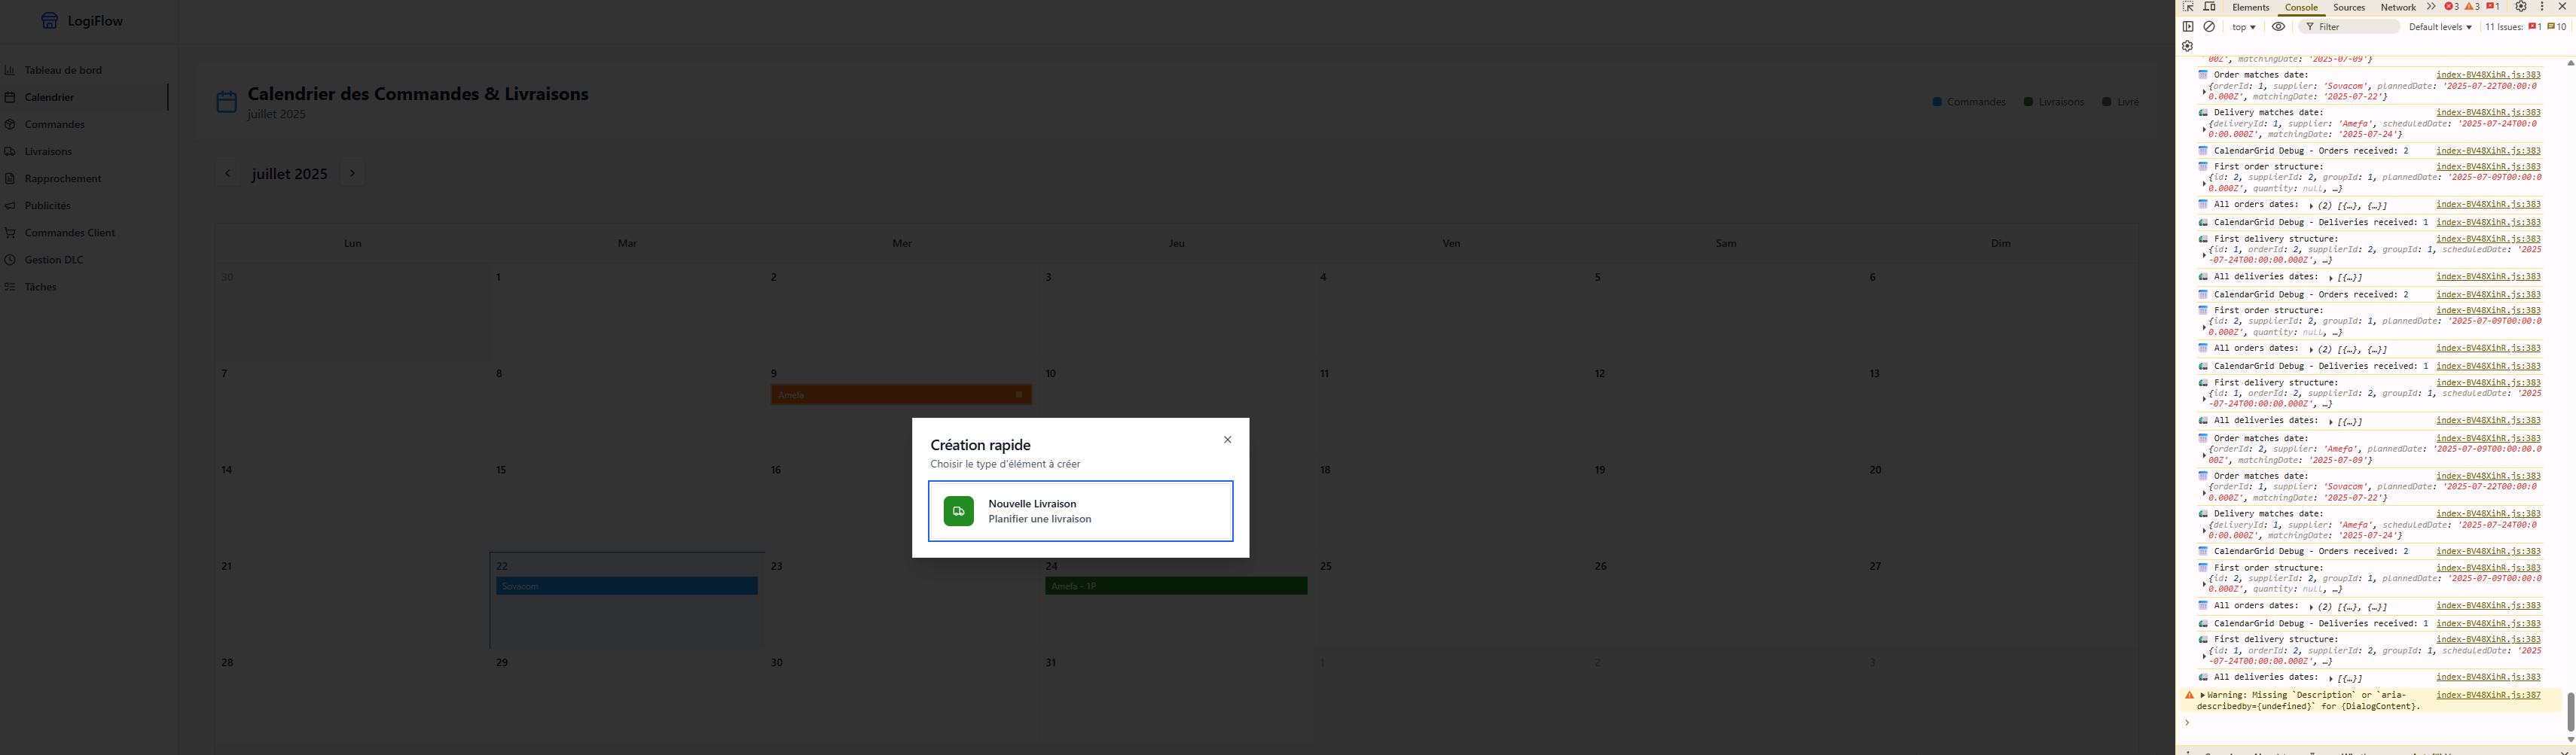 LogiFlow
Tableau de bord
Calendrier
Commandes
Livraisons
Rapprochement
Publicités
Commandes Client
Gestion DLC
Tâches
Calendrier des Commandes & Livraisons
juillet 2025
Commandes
Livraisons
Livré
juillet 2025
Lun Mar Mer Jeu Ven Sam Dim
30 1 2 3 4 5 6
7 8 9 10 11 12 13
Amefa
14 15 16 18 19 20
21 22 23 24 25 26 27
Sovacom
Amefa - TP
28 29 30 31 1 2 3
Création rapide
Choisir le type d'élément à créer
Nouvelle Livraison
Planifier une livraison
Elements Console Sources Network 3 3 1
top Filter Default levels 11 Issues: 1 10
00Z', matchingDate: '2025-07-09'}
Order matches date: index-BV48XihR.js:383
{orderId: 1, supplier: 'Sovacom', plannedDate: '2025-07-22T00:00:0
0.000Z', matchingDate: '2025-07-22'}
Delivery matches date: index-BV48XihR.js:383
{deliveryId: 1, supplier: 'Amefa', scheduledDate: '2025-07-24T00:0
0:00.000Z', matchingDate: '2025-07-24'}
CalendarGrid Debug - Orders received: 2 index-BV48XihR.js:383
First order structure: index-BV48XihR.js:383
{id: 2, supplierId: 2, groupId: 1, plannedDate: '2025-07-09T00:00:0
0.000Z', quantity: null, …}
All orders dates: (2) [{…}, {…}] index-BV48XihR.js:383
CalendarGrid Debug - Deliveries received: 1 index-BV48XihR.js:383
First delivery structure: index-BV48XihR.js:383
{id: 1, orderId: 2, supplierId: 2, groupId: 1, scheduledDate: '2025
-07-24T00:00:00.000Z', …}
All deliveries dates: [{…}] index-BV48XihR.js:383
CalendarGrid Debug - Orders received: 2 index-BV48XihR.js:383
First order structure: index-BV48XihR.js:383
{id: 2, supplierId: 2, groupId: 1, plannedDate: '2025-07-09T00:00:0
0.000Z', quantity: null, …}
All orders dates: (2) [{…}, {…}] index-BV48XihR.js:383
CalendarGrid Debug - Deliveries received: 1 index-BV48XihR.js:383
First delivery structure: index-BV48XihR.js:383
{id: 1, orderId: 2, supplierId: 2, groupId: 1, scheduledDate: '2025
-07-24T00:00:00.000Z', …}
All deliveries dates: [{…}] index-BV48XihR.js:383
Order matches date: index-BV48XihR.js:383
{orderId: 2, supplier: 'Amefa', plannedDate: '2025-07-09T00:00:00.0
00Z', matchingDate: '2025-07-09'}
Order matches date: index-BV48XihR.js:383
{orderId: 1, supplier: 'Sovacom', plannedDate: '2025-07-22T00:00:0
0.000Z', matchingDate: '2025-07-22'}
Delivery matches date: index-BV48XihR.js:383
{deliveryId: 1, supplier: 'Amefa', scheduledDate: '2025-07-24T00:0
0:00.000Z', matchingDate: '2025-07-24'}
CalendarGrid Debug - Orders received: 2 index-BV48XihR.js:383
First order structure: index-BV48XihR.js:383
{id: 2, supplierId: 2, groupId: 1, plannedDate: '2025-07-09T00:00:0
0.000Z', quantity: null, …}
All orders dates: (2) [{…}, {…}] index-BV48XihR.js:383
CalendarGrid Debug - Deliveries received: 1 index-BV48XihR.js:383
First delivery structure: index-BV48XihR.js:383
{id: 1, orderId: 2, supplierId: 2, groupId: 1, scheduledDate: '2025
-07-24T00:00:00.000Z', …}
All deliveries dates: [{…}] index-BV48XihR.js:383
Warning: Missing `Description` or `aria- index-BV48XihR.js:387
describedby={undefined}` for {DialogContent}.